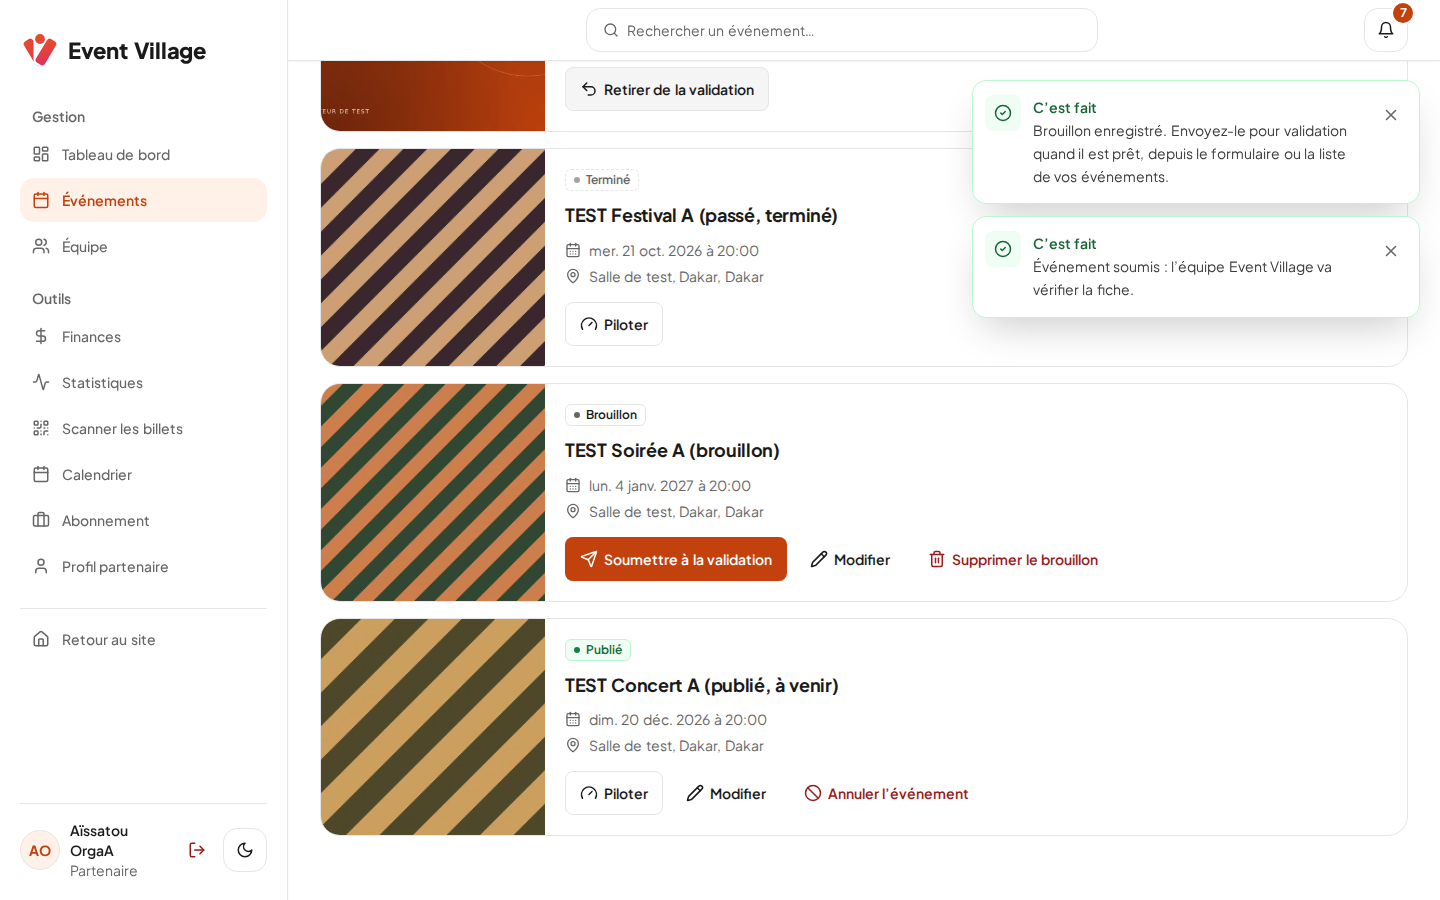 Event Village
Rechercher un événement…
7
Gestion
Tableau de bord
Événements
Équipe
Outils
Finances
Statistiques
Scanner les billets
Calendrier
Abonnement
Profil partenaire
Retour au site
AO
Aïssatou
OrgaA
Partenaire
EUR DE TEST
Retirer de la validation
C’est fait
Brouillon enregistré. Envoyez-le pour validation
quand il est prêt, depuis le formulaire ou la liste
de vos événements.
C’est fait
Événement soumis : l’équipe Event Village va
vérifier la fiche.
Terminé
TEST Festival A (passé, terminé)
mer. 21 oct. 2026 à 20:00
Salle de test, Dakar, Dakar
Piloter
Brouillon
TEST Soirée A (brouillon)
lun. 4 janv. 2027 à 20:00
Salle de test, Dakar, Dakar
Soumettre à la validation
Modifier
Supprimer le brouillon
Publié
TEST Concert A (publié, à venir)
dim. 20 déc. 2026 à 20:00
Salle de test, Dakar, Dakar
Piloter
Modifier
Annuler l’événement